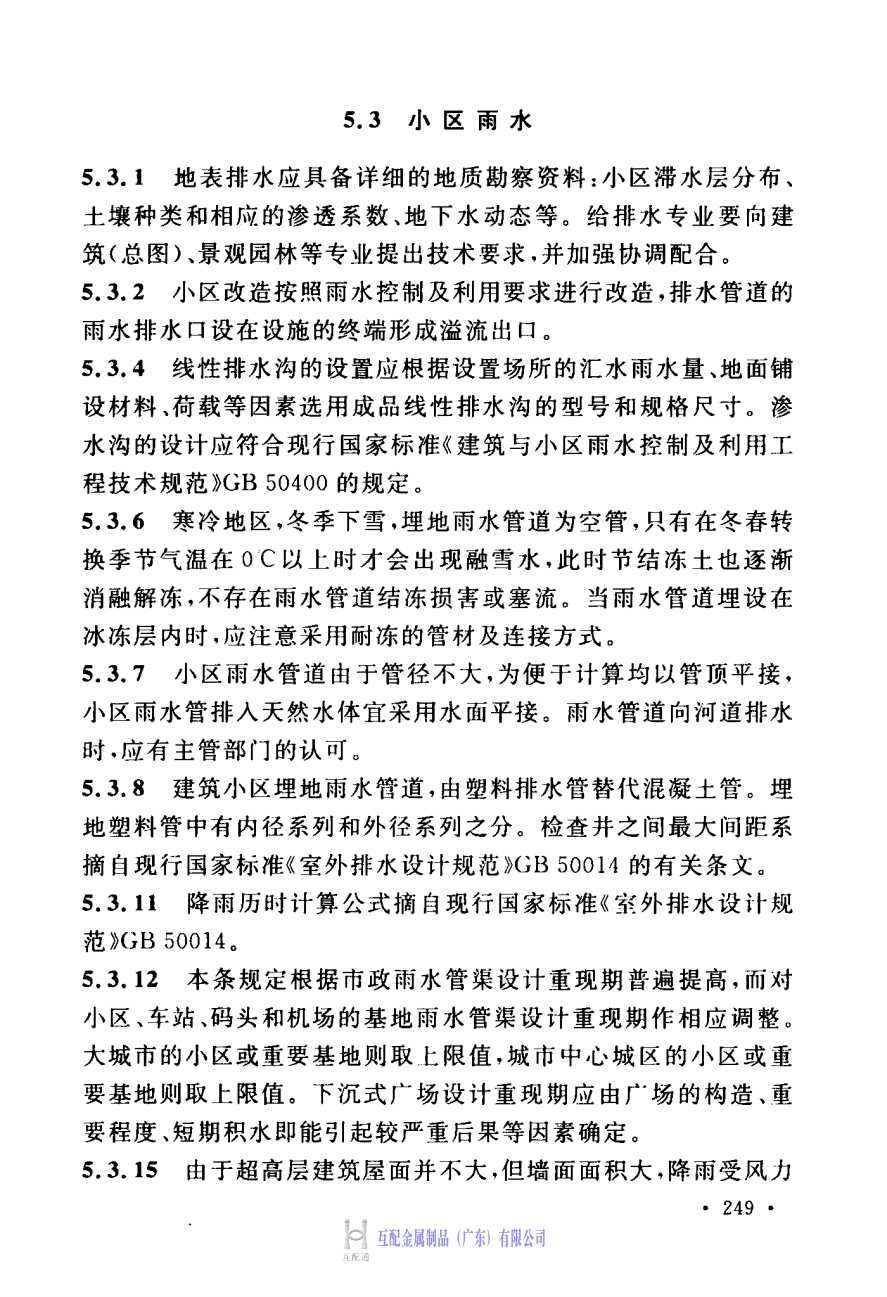 5.3 小区雨水
5.3.1 地表排水应具备详细的地质勘察资料:小区滞水层分布、
土壤种类和相应的渗透系数、地下水动态等。给排水专业要向建
筑(总图)、景观园林等专业提出技术要求,并加强协调配合。
5.3.2 小区改造按照雨水控制及利用要求进行改造,排水管道的
雨水排水口设在设施的终端形成溢流出口。
5.3.4 线性排水沟的设置应根据设置场所的汇水雨水量、地面铺
设材料、荷载等因素选用成品线性排水沟的型号和规格尺寸。渗
水沟的设计应符合现行国家标准《建筑与小区雨水控制及利用工
程技术规范》GB 50400 的规定。
5.3.6 寒冷地区,冬季下雪,埋地雨水管道为空管,只有在冬春转
换季节气温在 0℃以上时才会出现融雪水,此时节结冻土也逐渐
消融解冻,不存在雨水管道结冻损害或塞流。当雨水管道埋设在
冰冻层内时,应注意采用耐冻的管材及连接方式。
5.3.7 小区雨水管道由于管径不大,为便于计算均以管顶平接,
小区雨水管排入天然水体宜采用水面平接。雨水管道向河道排水
时,应有主管部门的认可。
5.3.8 建筑小区埋地雨水管道,由塑料排水管替代混凝土管。埋
地塑料管中有内径系列和外径系列之分。检查井之间最大间距系
摘自现行国家标准《室外排水设计规范》GB 50014 的有关条文。
5.3.11 降雨历时计算公式摘自现行国家标准《室外排水设计规
范》GB 50014。
5.3.12 本条规定根据市政雨水管渠设计重现期普遍提高,而对
小区、车站、码头和机场的基地雨水管渠设计重现期作相应调整。
大城市的小区或重要基地则取上限值,城市中心城区的小区或重
要基地则取上限值。下沉式广场设计重现期应由广场的构造、重
要程度、短期积水即能引起较严重后果等因素确定。
5.3.15 由于超高层建筑屋面并不大,但墙面面积大,降雨受风力
• 249 •
互配金属制品（广东）有限公司
互配通